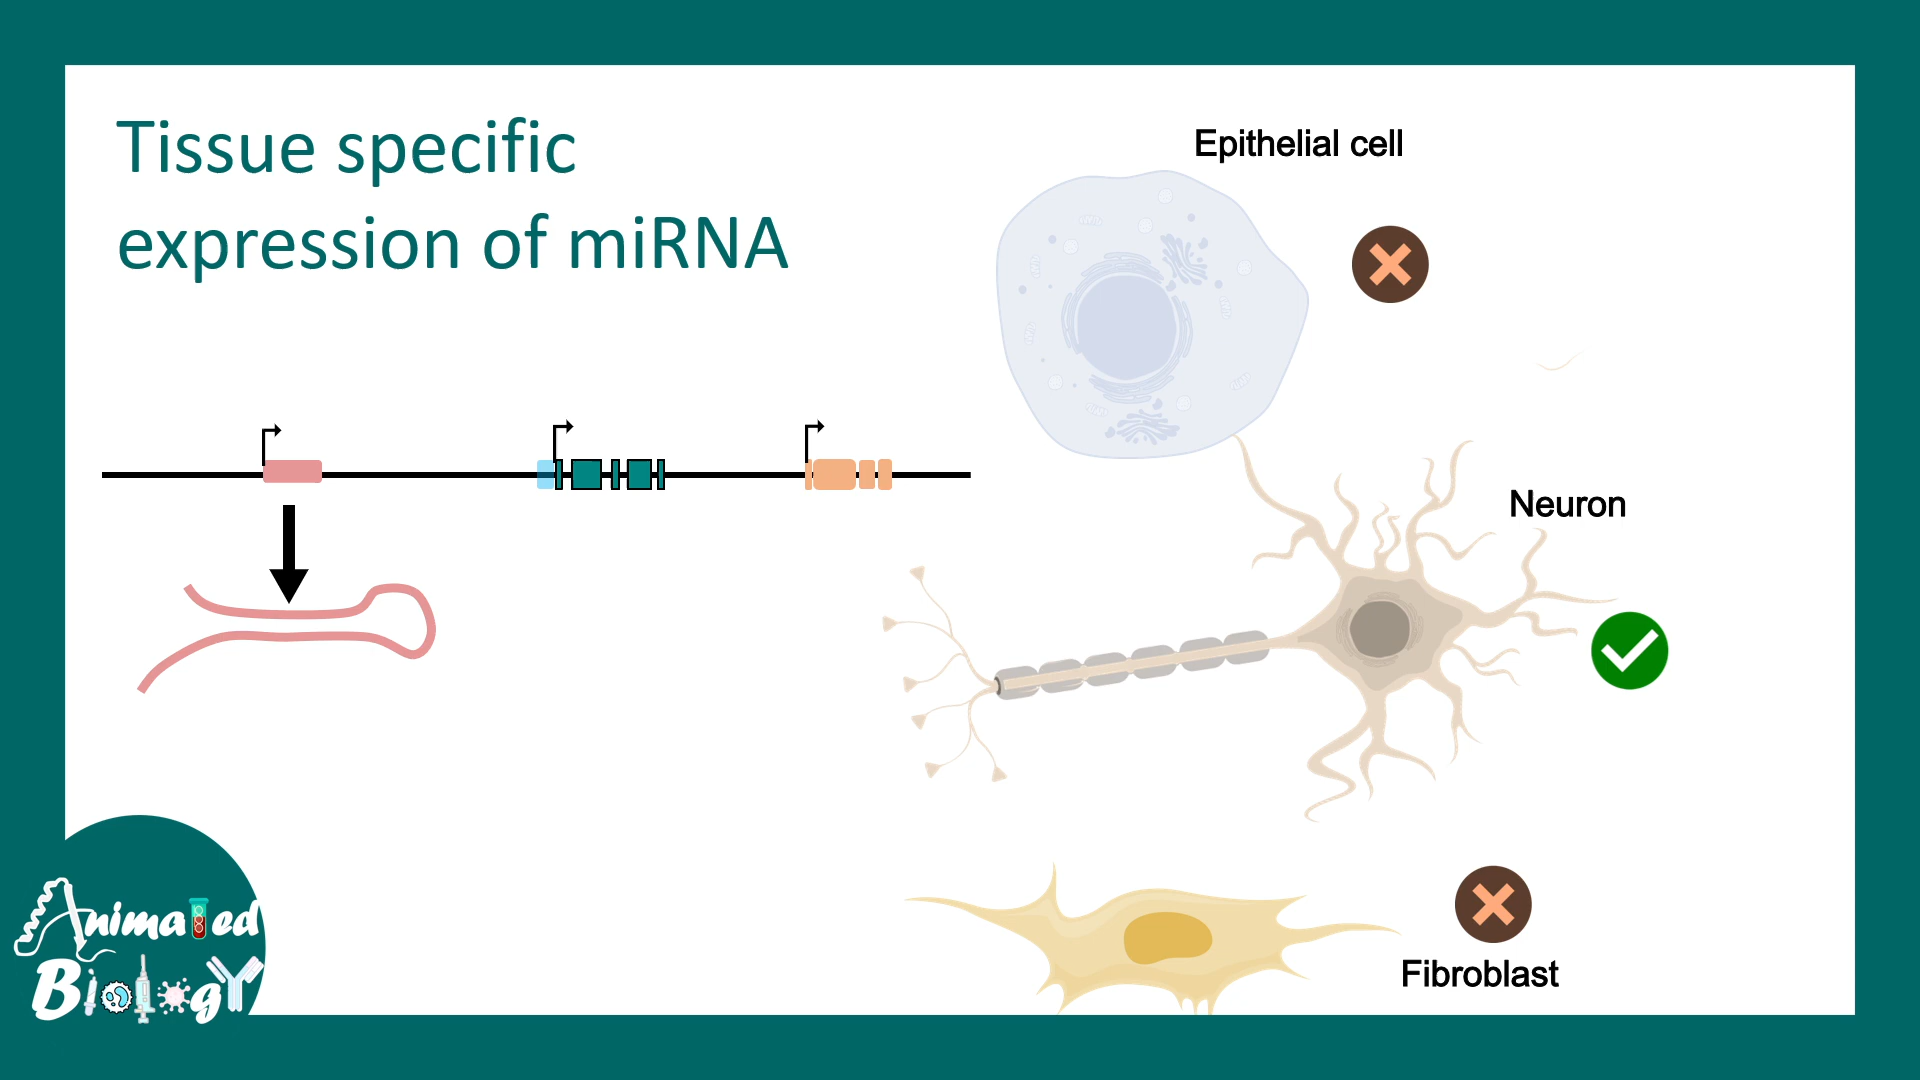 Tissue specific
expression of miRNA
Epithelial cell
Neuron
Fibroblast
Animated
Biology